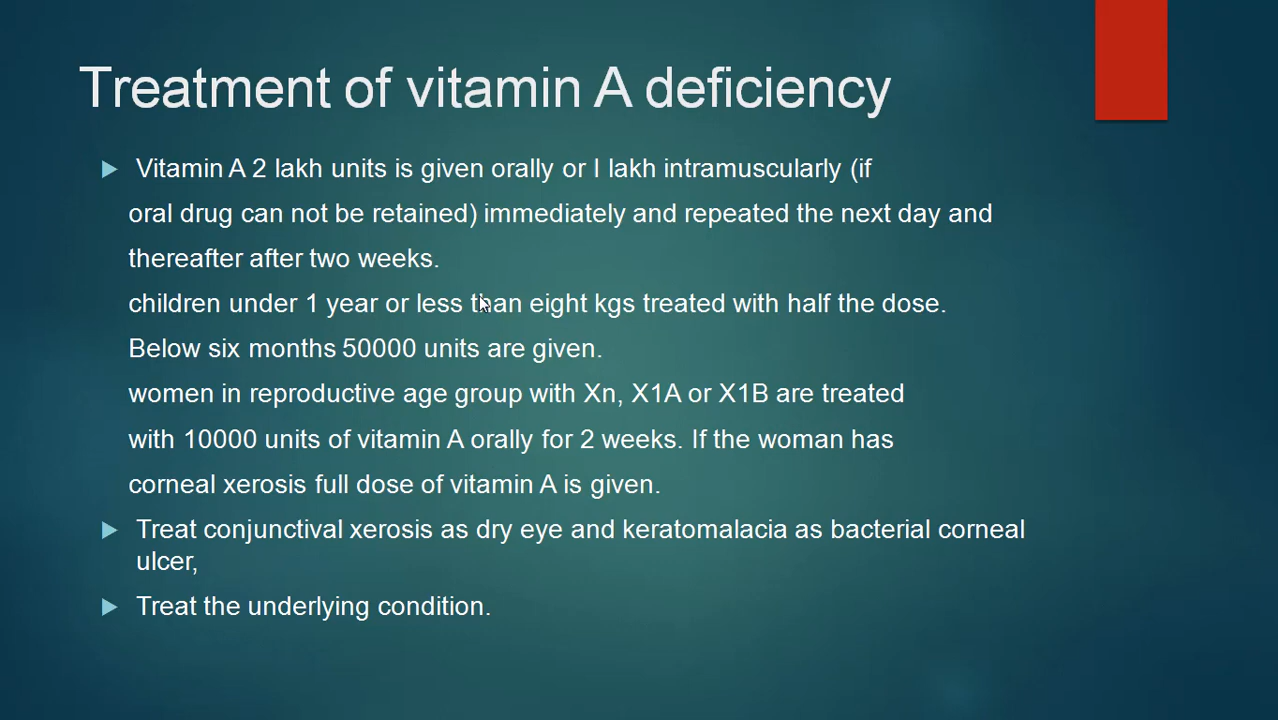 Treatment of vitamin A deficiency
Vitamin A 2 lakh units is given orally or I lakh intramuscularly (if
oral drug can not be retained) immediately and repeated the next day and
thereafter after two weeks.
children under 1 year or less than eight kgs treated with half the dose.
Below six months 50000 units are given.
women in reproductive age group with Xn, X1A or X1B are treated
with 10000 units of vitamin A orally for 2 weeks. If the woman has
corneal xerosis full dose of vitamin A is given.
Treat conjunctival xerosis as dry eye and keratomalacia as bacterial corneal
ulcer,
Treat the underlying condition.